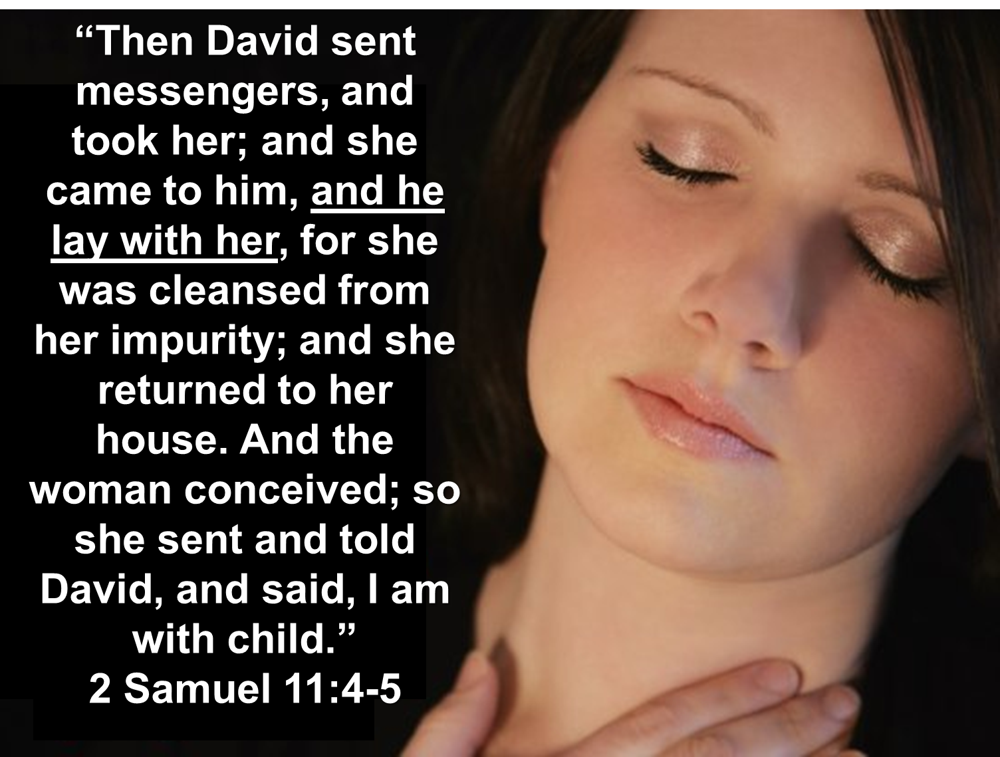 “Then David sent
messengers, and
took her; and she
came to him, and he
lay with her, for she
was cleansed from
her impurity; and she
returned to her
house. And the
woman conceived; so
she sent and told
David, and said, I am
with child.”
2 Samuel 11:4-5